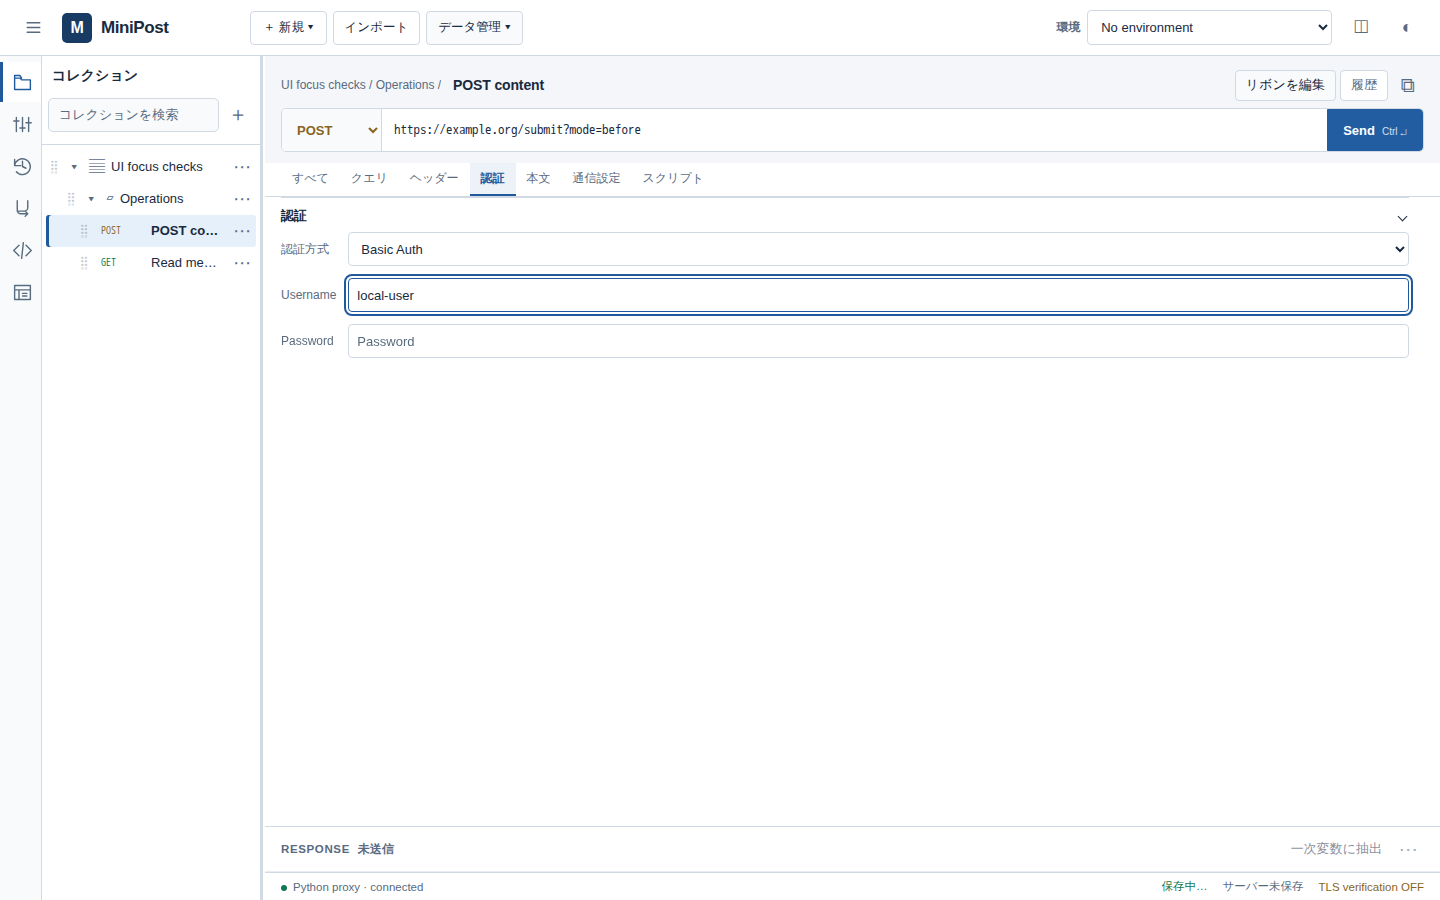 M MiniPost ＋ 新規 ▾ インポート データ管理 ▾ 環境 No environment
コレクション
コレクションを検索 ＋
UI focus checks / Operations / POST content リボンを編集 履歴
POST https://example.org/submit?mode=before Send Ctrl ↵
UI focus checks ...
Operations ...
POST POST co... ...
GET Read me... ...
すべて クエリ ヘッダー 認証 本文 通信設定 スクリプト
認証
認証方式 Basic Auth
Username local-user
Password Password
RESPONSE 未送信 一次変数に抽出 ...
Python proxy · connected 保存中… サーバー未保存 TLS verification OFF